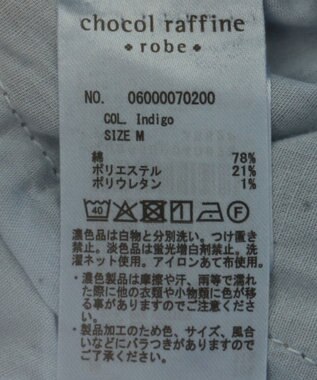 chocol raffine
robe
NO. 06000070200
COL. Indigo
SIZE M
綿 78%
ポリエステル 21%
ポリウレタン 1%
40 F
濃色品は白物と分別洗い。つけ置き
禁止。淡色品は蛍光増白剤禁止。洗
濯ネット使用。アイロンあて布使用。
・濃色製品は摩擦や汗、雨等で濡れ
た際に他の衣類や小物類に色が移
る事がありますのでご注意くださ
い。
・製品加工のため色、サイズ、風合
いなどにバラつきがありますので
ご了承ください。